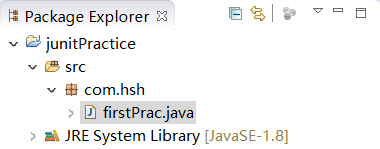 Package Explorer
junitPractice
src
com.hsh
firstPrac.java
JRE System Library [JavaSE-1.8]